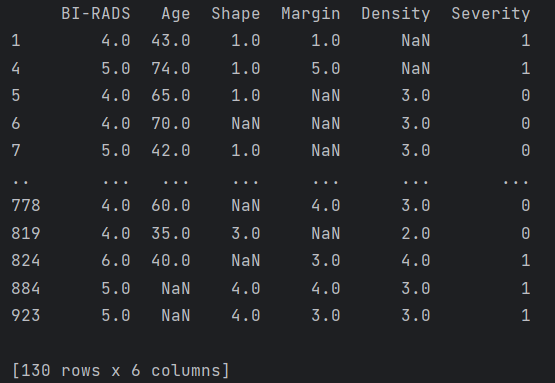 BI-RADS Age Shape Margin Density Severity
1 4.0 43.0 1.0 1.0 NaN 1
4 5.0 74.0 1.0 5.0 NaN 1
5 4.0 65.0 1.0 NaN 3.0 0
6 4.0 70.0 NaN NaN 3.0 0
7 5.0 42.0 1.0 NaN 3.0 0
.. ... ... ... ... ... ...
778 4.0 60.0 NaN 4.0 3.0 0
819 4.0 35.0 3.0 NaN 2.0 0
824 6.0 40.0 NaN 3.0 4.0 1
884 5.0 NaN 4.0 4.0 3.0 1
923 5.0 NaN 4.0 3.0 3.0 1
[130 rows x 6 columns]